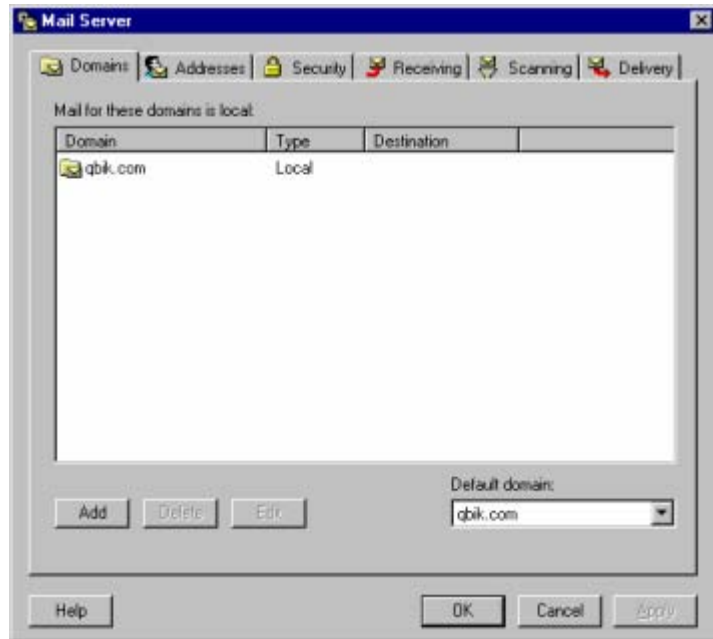 Mail Server
Domains Addresses Security Receiving Scanning Delivery
Mail for these domains is local:
Domain Type Destination
qbik.com Local
Default domain:
Add Delete Edit qbik.com
Help OK Cancel Apply